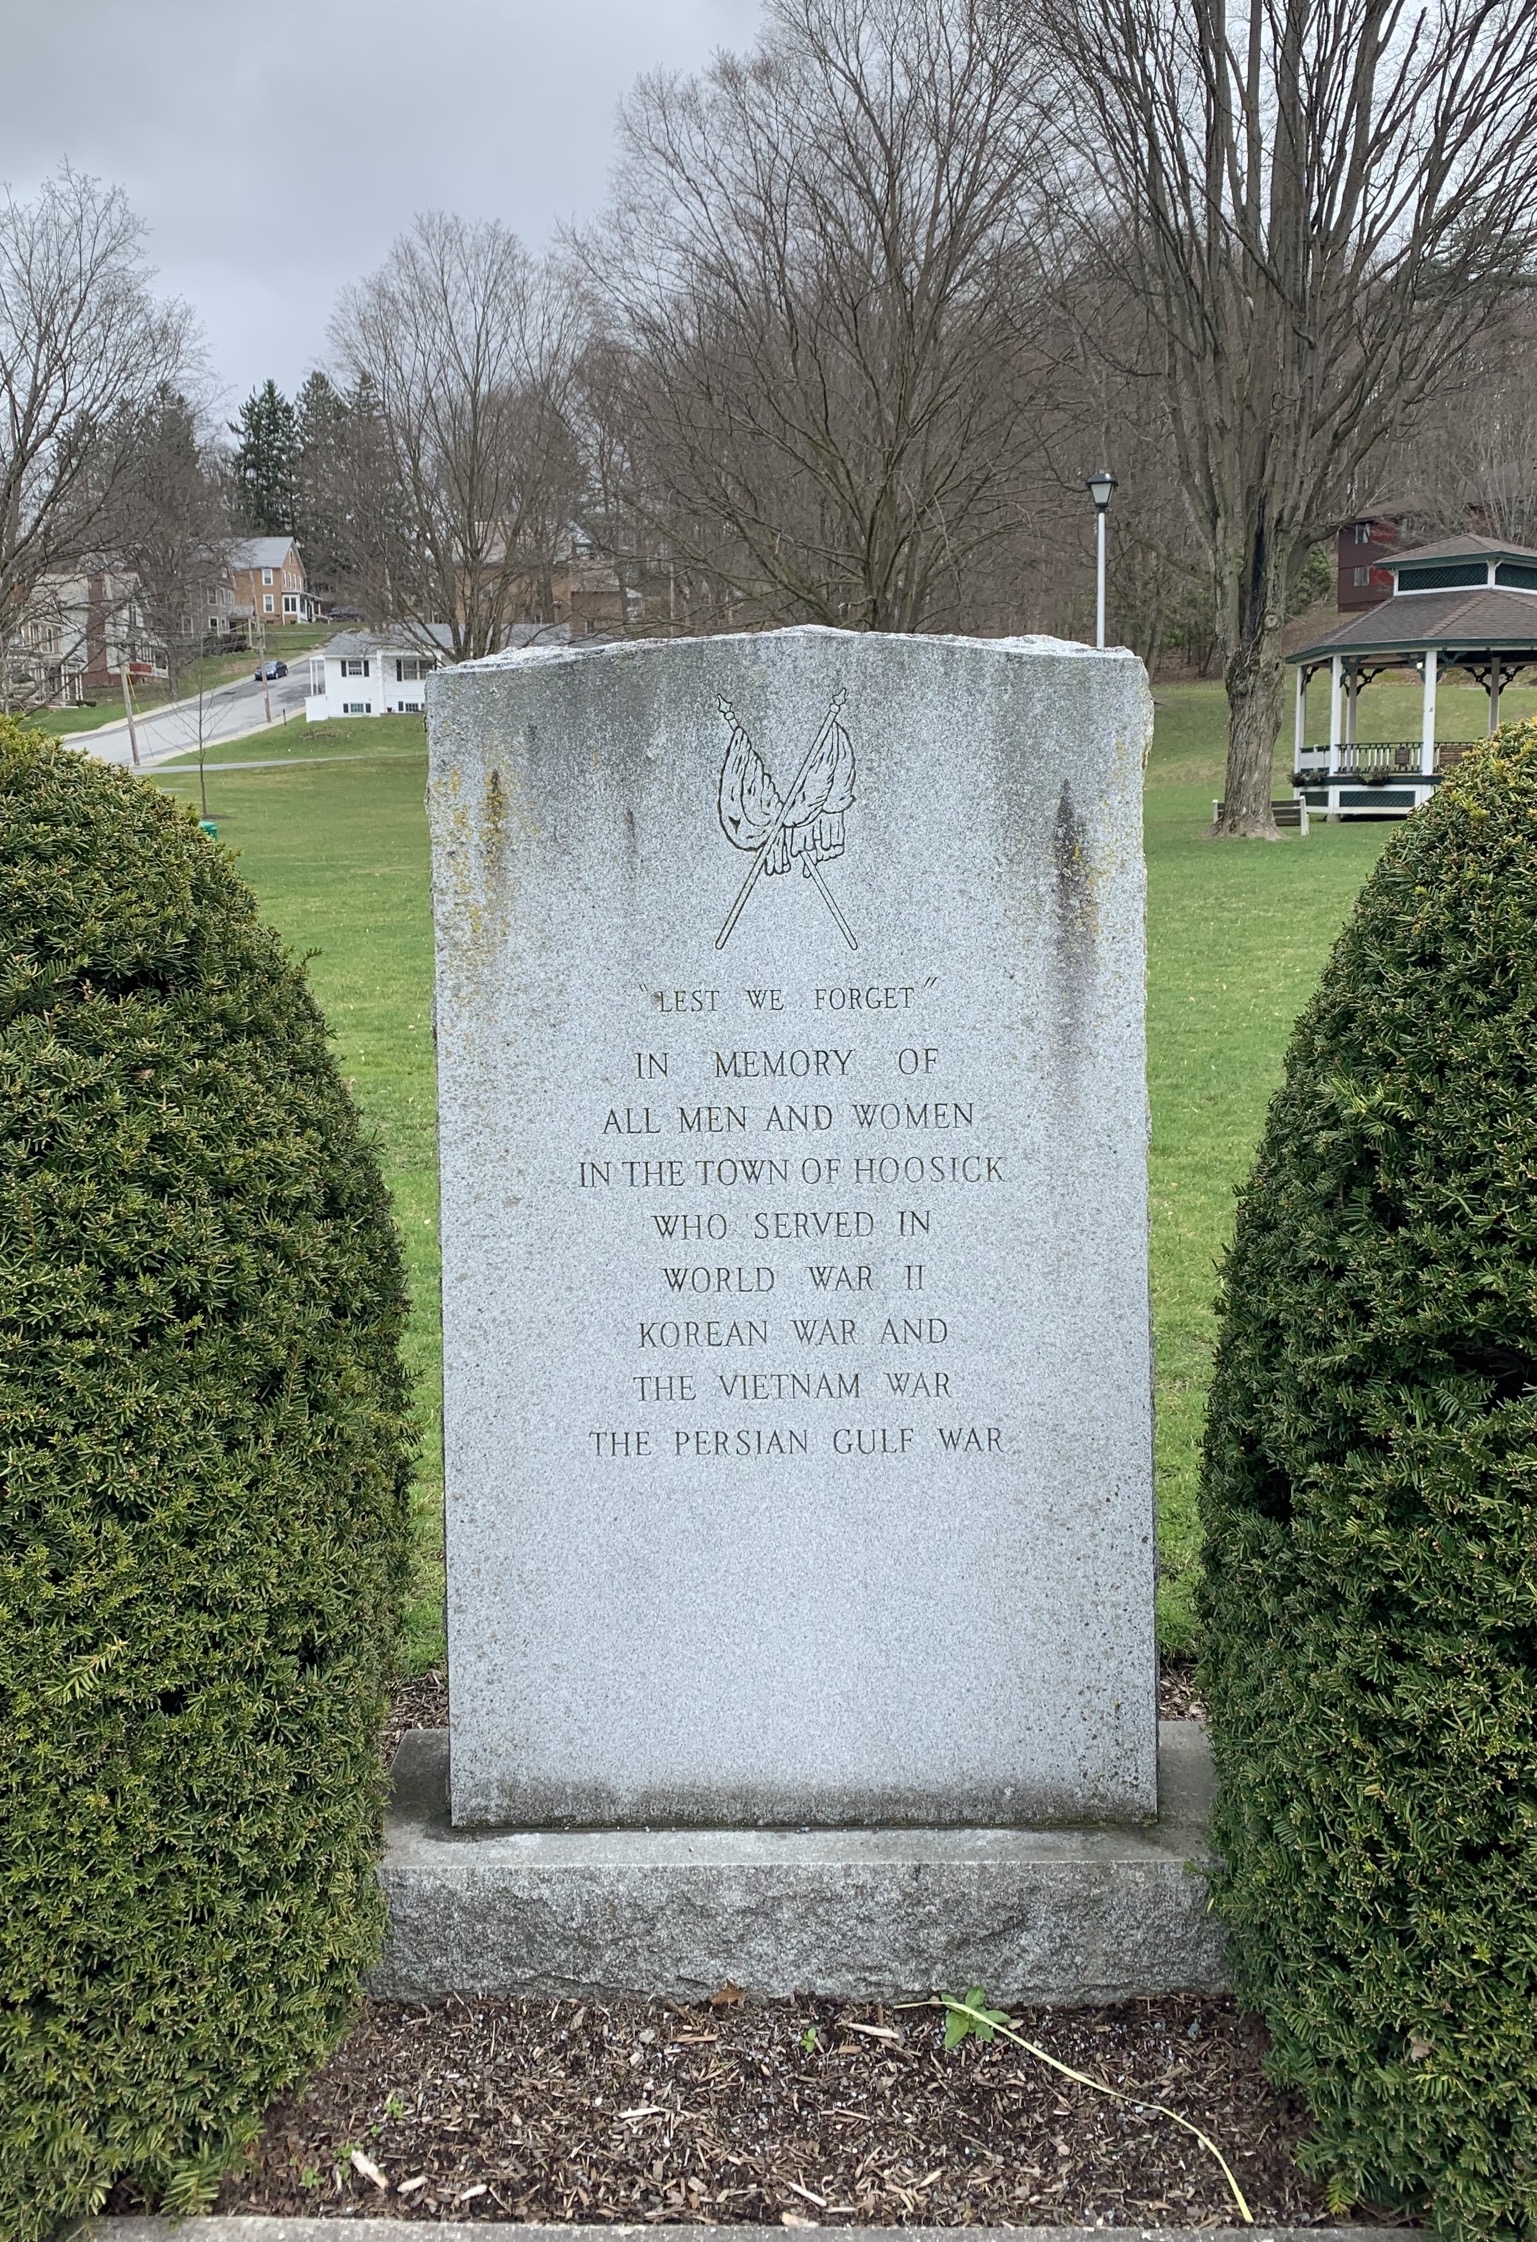 "LEST WE FORGET"
IN MEMORY OF
ALL MEN AND WOMEN
IN THE TOWN OF HOOSICK
WHO SERVED IN
WORLD WAR II
KOREAN WAR AND
THE VIETNAM WAR
THE PERSIAN GULF WAR